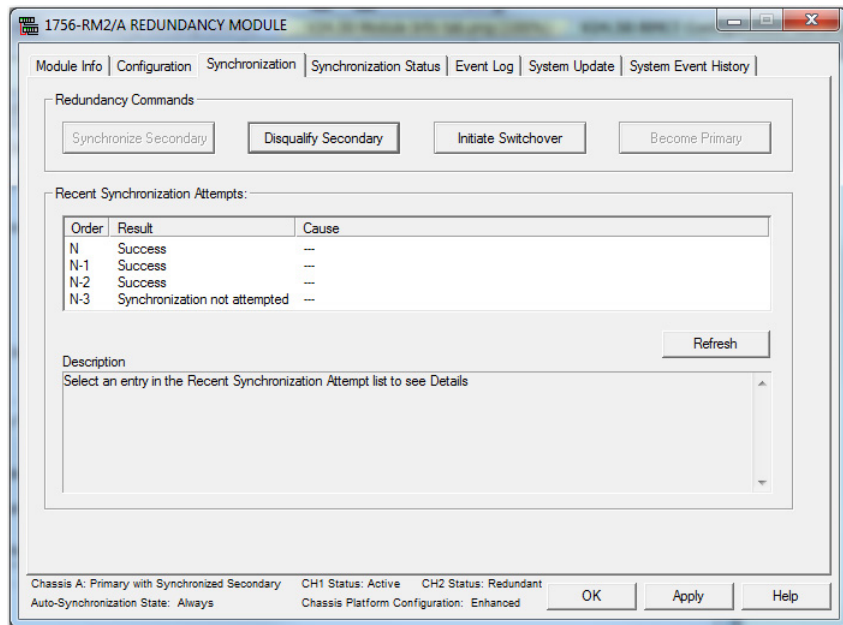 1756-RM2/A REDUNDANCY MODULE
Module Info Configuration Synchronization Synchronization Status Event Log System Update System Event History
Redundancy Commands
Synchronize Secondary Disqualify Secondary Initiate Switchover Become Primary
Recent Synchronization Attempts:
Order Result Cause
N Success ---
N-1 Success ---
N-2 Success ---
N-3 Synchronization not attempted ---
Refresh
Description
Select an entry in the Recent Synchronization Attempt list to see Details
Chassis A: Primary with Synchronized Secondary CH1 Status: Active CH2 Status: Redundant
Auto-Synchronization State: Always Chassis Platform Configuration: Enhanced
OK Apply Help